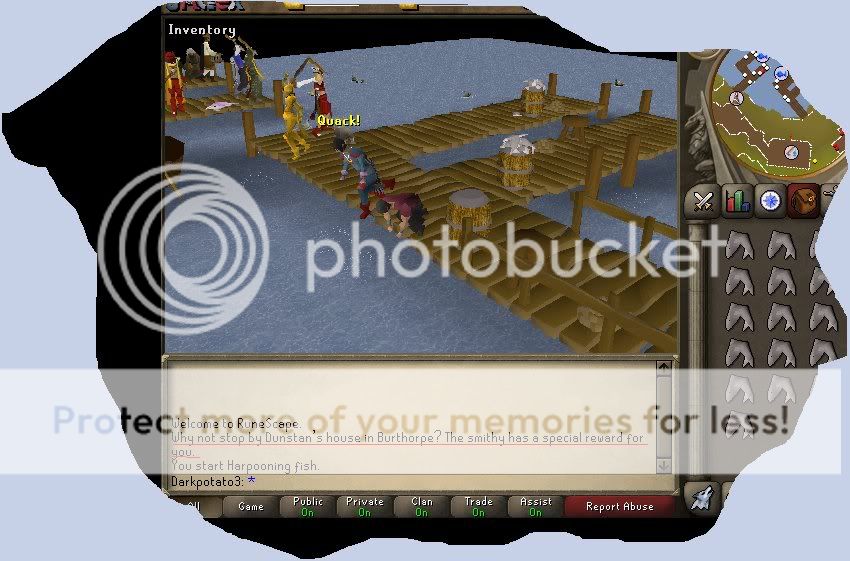 Inventory
Quack!
photobucket
Protect more of your memories for less!
Welcome to RuneScape.
Why not stop by Dunstan's house in Burthorpe? The smithy has a special reward for
you.
You start Harpooning fish.
Darkpotato3: *
Game
Public
On
Private
On
Clan
On
Trade
On
Assist
On
Report Abuse